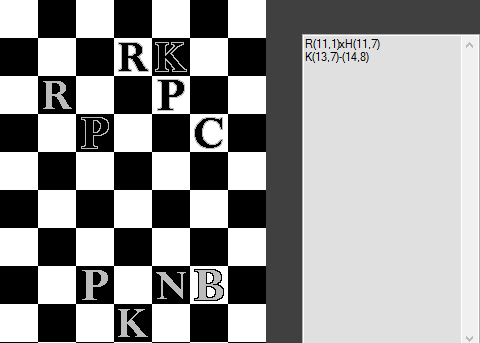 R K
R P
P C
P N B
K
R(11,1)xH(11,7)
K(13,7)-(14,8)